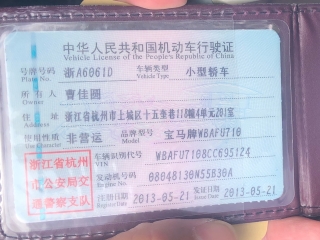 中华人民共和国机动车行驶证
Vehicle License of the People's Republic of China
号牌号码 浙A6061D 车辆类型 小型轿车
Plate No. Vehicle Type
所有人 曹佳圆
Owner
住址 浙江省杭州市上城区十五奎巷118幢4单元201室
Address
使用性质 非营运 品牌型号 宝马牌WBAFU710
Use Character Model
浙江省杭州
市公安局交
通警察支队
车辆识别代号 WBAFU7108CC695124
VIN
发动机号码 08048130N55B30A
Engine No.
注册日期 2013-05-21 发证日期 2013-05-21
Register Date Issue Date